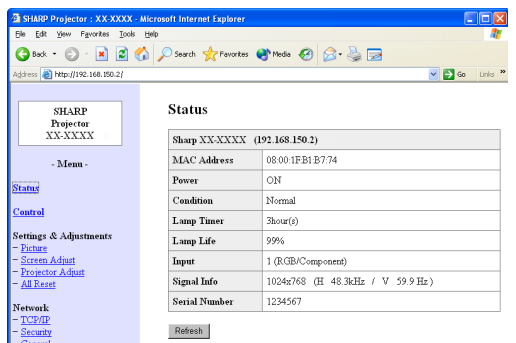 SHARP Projector : XX-XXXX - Microsoft Internet Explorer
File Edit View Favorites Tools Help
Back Search Favorites Media
Address http://192.168.150.2/ Go Links »
SHARP
Projector
XX-XXXX
- Menu -
Status
Control
Settings & Adjustments
- Picture
- Screen Adjust
- Projector Adjust
- All Reset
Network
- TCP/IP
- Security
Status
Sharp XX-XXXX (192.168.150.2)
MAC Address 08:00:1F:B1:B7:74
Power ON
Condition Normal
Lamp Timer 3hour(s)
Lamp Life 99%
Input 1 (RGB/Component)
Signal Info 1024x768 (H 48.3kHz / V 59.9 Hz )
Serial Number 1234567
Refresh